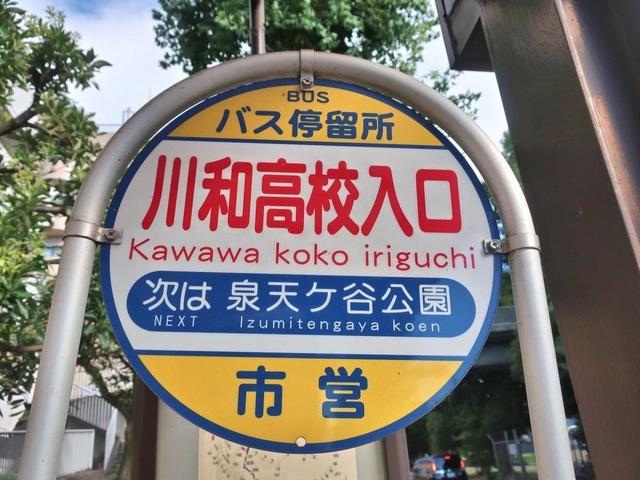 BUS
バス停留所
川和高校入口
Kawawa koko iriguchi
次は 泉天ケ谷公園
NEXT Izumitengaya koen
市営